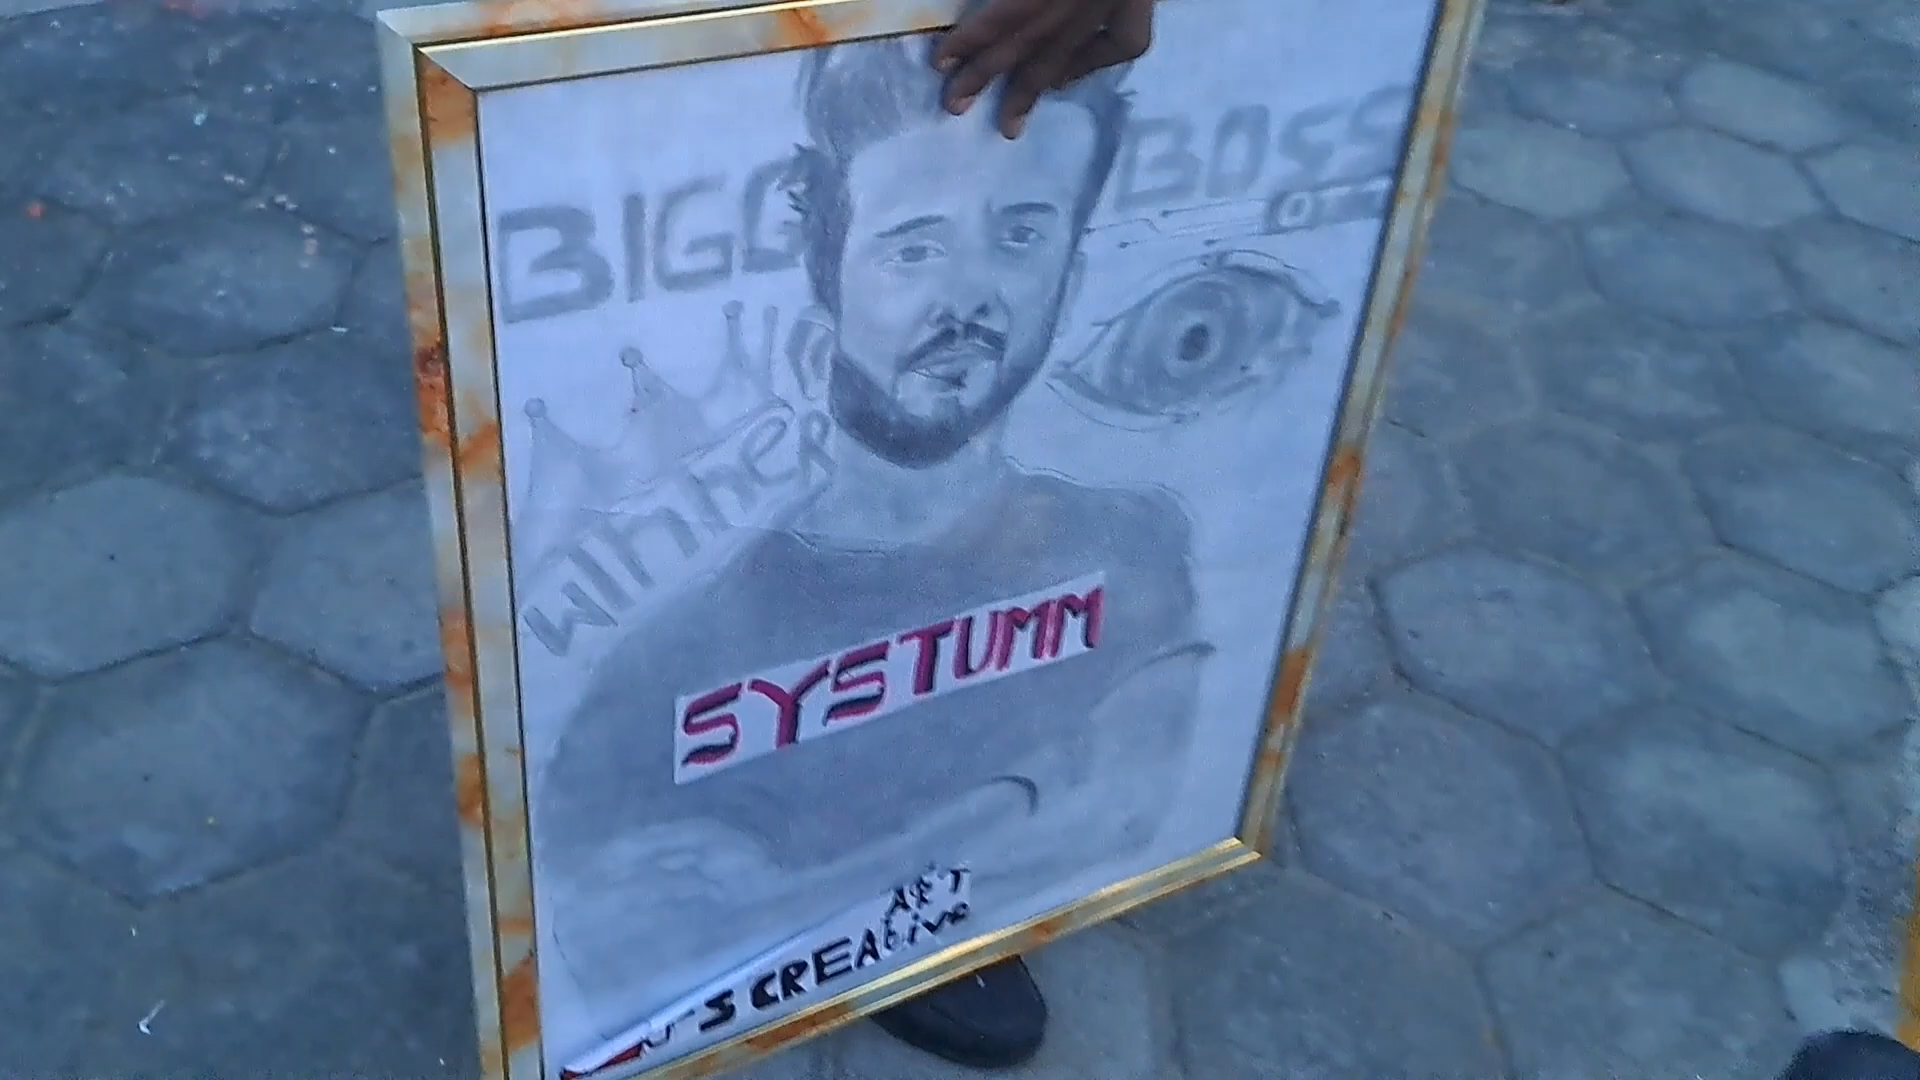 BIGG BOSS
OTT
WInnER
SYSTUMM
ART
S CREAtive